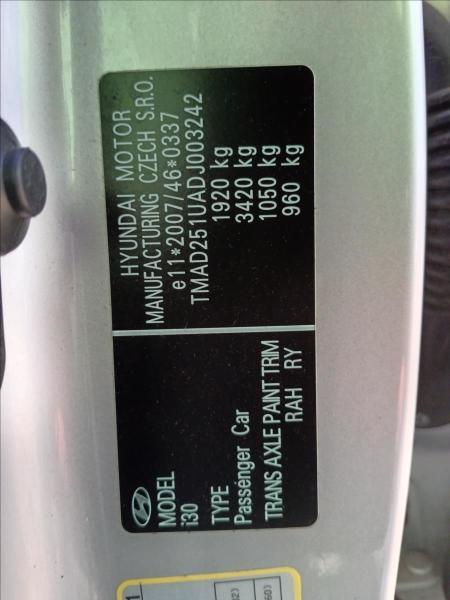 HYUNDAI MOTOR
MANUFACTURING CZECH S.R.O.
e11*2007/46*0337
TMAD251UADJ003242
1920 kg
3420 kg
1050 kg
960 kg
MODEL
i30
TYPE
Passenger Car
TRANS AXLE PAINT TRIM
RAH RY